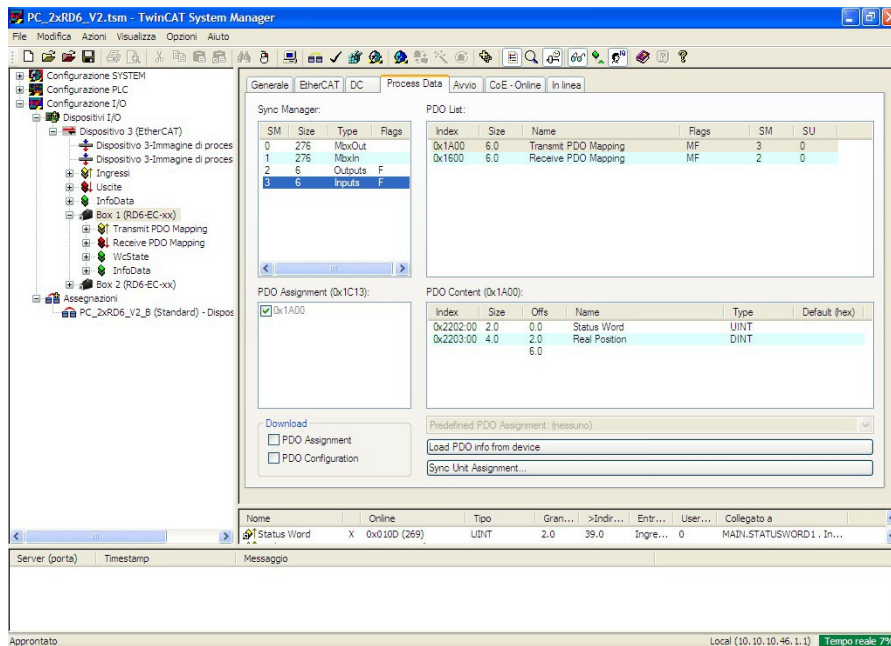 PC_2xRD6_V2.tsm - TwinCAT System Manager
File Modifica Azioni Visualizza Opzioni Aiuto
Configurazione SYSTEM
Configurazione PLC
Configurazione I/O
Dispositivi I/O
Dispositivo 3 (EtherCAT)
Dispositivo 3-Immagine di proces
Dispositivo 3-Immagine di proces
Ingressi
Uscite
InfoData
Box 1 (RD6-EC-xx)
Transmit PDO Mapping
Receive PDO Mapping
WcState
InfoData
Box 2 (RD6-EC-xx)
Assegnazioni
PC_2xRD6_V2_B (Standard) - Dispos
Generale EtherCAT DC Process Data Avvio CoE - Online In linea
Sync Manager:
SM Size Type Flags
0 276 MbxOut
1 276 MbxIn
2 6 Outputs F
3 6 Inputs F
PDO List:
Index Size Name Flags SM SU
0x1A00 6.0 Transmit PDO Mapping MF 3 0
0x1600 6.0 Receive PDO Mapping MF 2 0
PDO Assignment (0x1C13):
0x1A00
PDO Content (0x1A00):
Index Size Offs Name Type Default (hex)
0x2202:00 2.0 0.0 Status Word UINT
0x2203:00 4.0 2.0 Real Position DINT
6.0
Download
PDO Assignment
PDO Configuration
Predefined PDO Assignment: (nessuno)
Load PDO info from device
Sync Unit Assignment...
Nome Online Tipo Gran... >Indir... Entr... User... Collegato a
Status Word X 0x010D (269) UINT 2.0 39.0 Ingre... 0 MAIN.STATUSWORD1 . In...
Server (porta) Timestamp Messaggio
Approntato Local (10.10.10.46.1.1) Tempo reale 7%